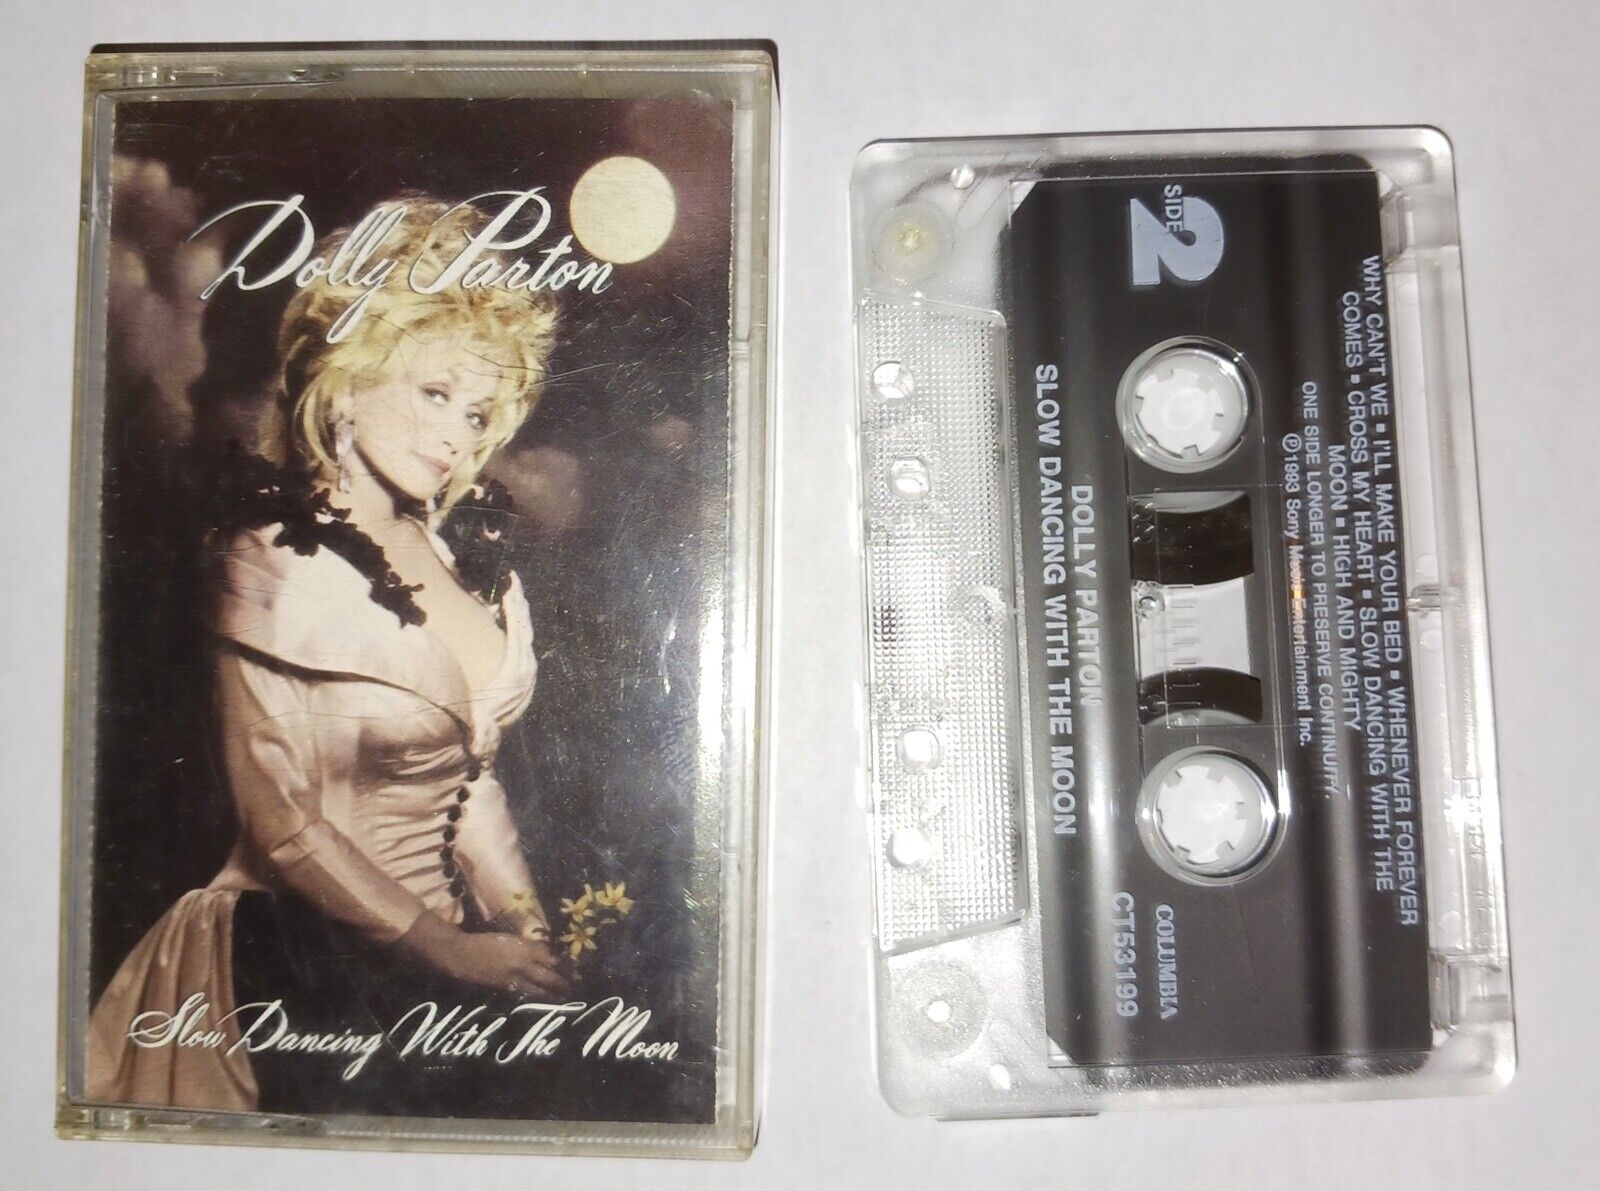 Dolly Parton
Slow Dancing With The Moon
SIDE
2
WHY CAN'T WE • I'LL MAKE YOUR BED • WHENEVER FOREVER
COMES • CROSS MY HEART • SLOW DANCING WITH THE
MOON • HIGH AND MIGHTY
ONE SIDE LONGER TO PRESERVE CONTINUITY.
℗1993 Sony Music Entertainment Inc.
DOLLY PARTON
SLOW DANCING WITH THE MOON
COLUMBIA
CT53199